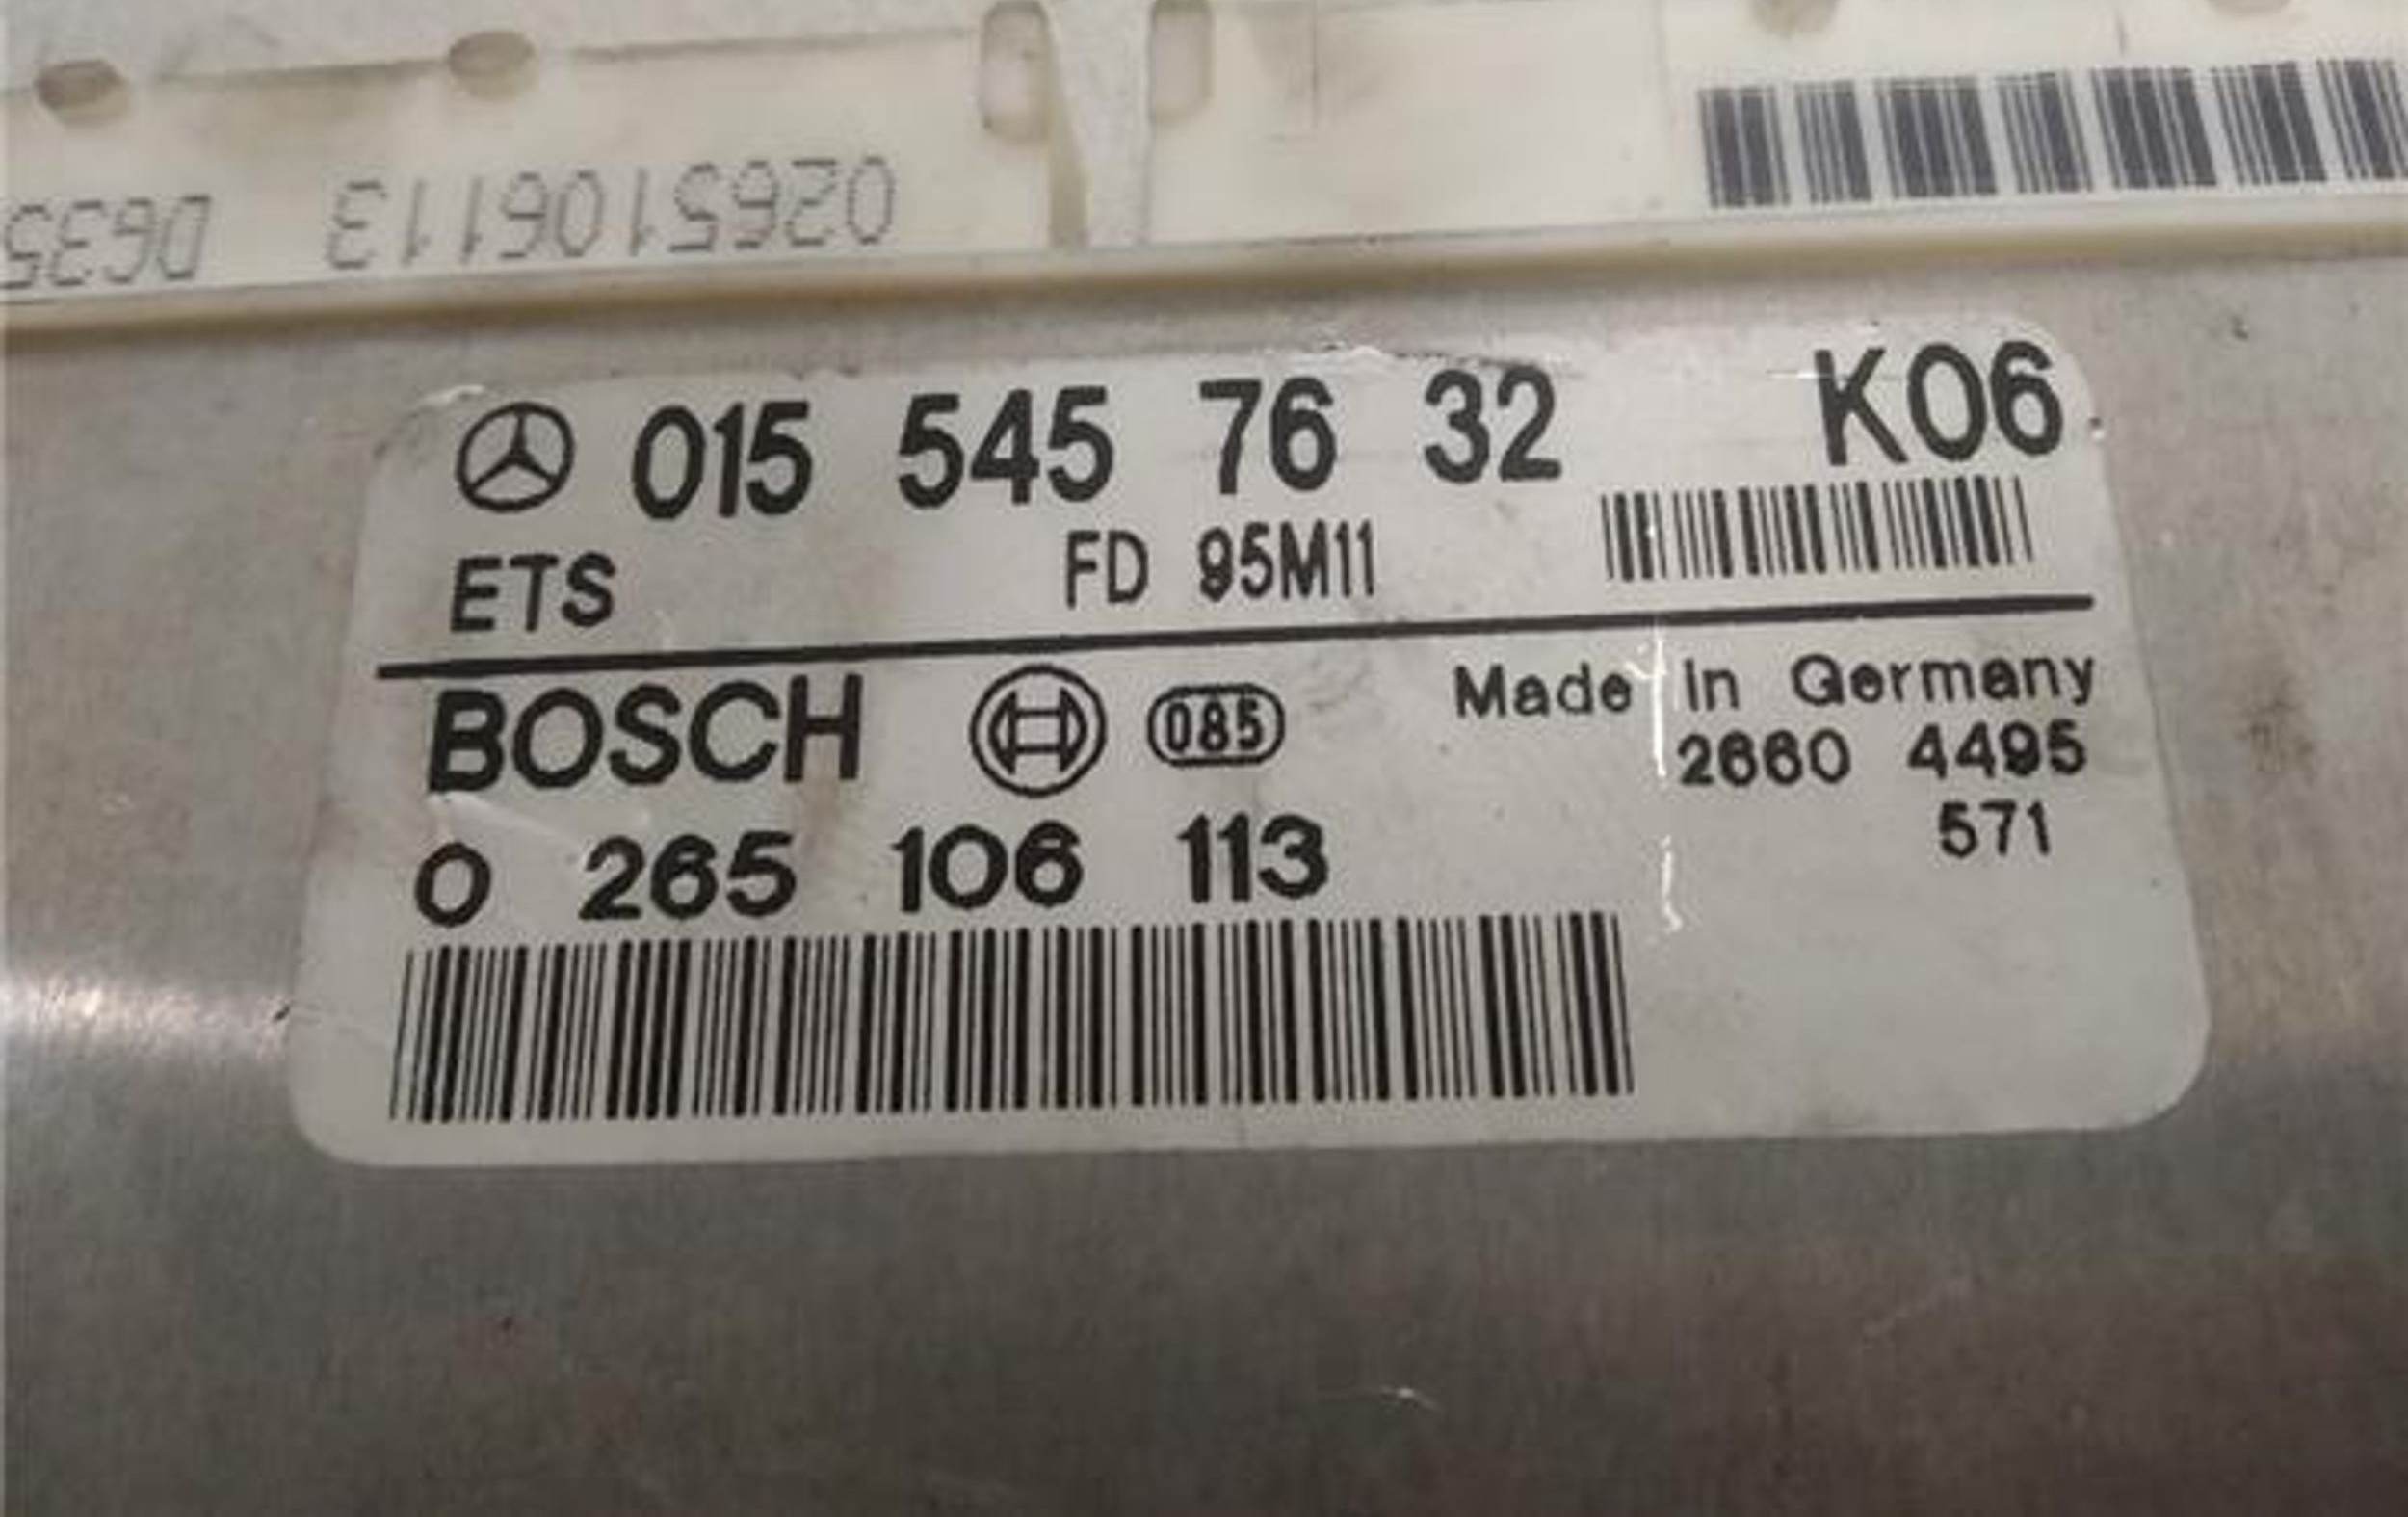 0265106113 D635
015 545 76 32 K06
ETS FD 95M11
BOSCH 085 Made in Germany
2660 4495
0 265 106 113 571